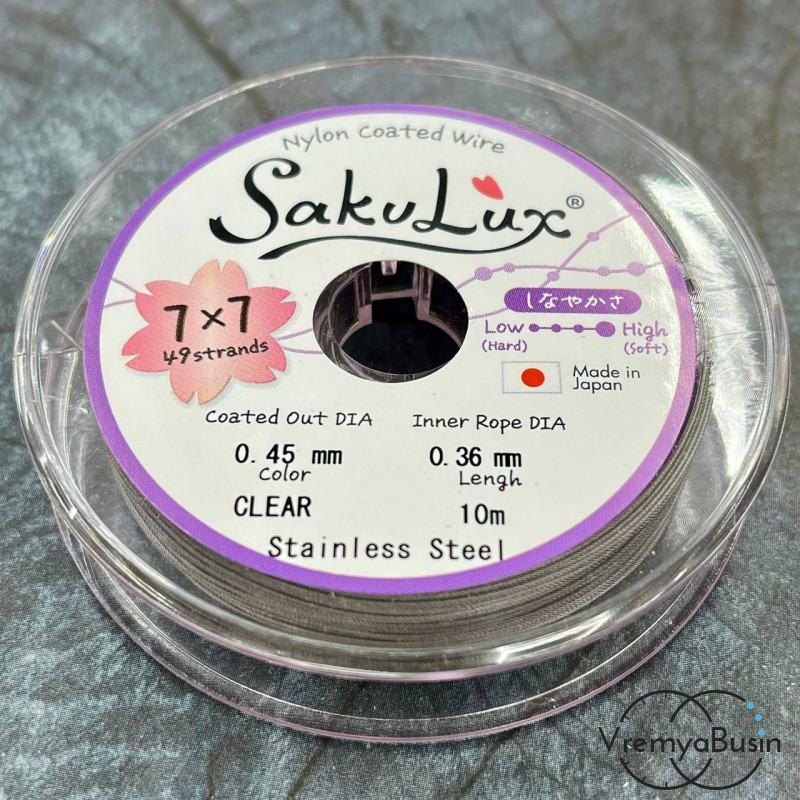 Nylon Coated Wire
SakuLux®
7×7
49strands
しなやかさ
Low High
(Hard) (Soft)
Made in
Japan
Coated Out DIA Inner Rope DIA
0.45 mm 0.36 mm
Color Lengh
CLEAR 10m
Stainless Steel
VremyaBusin